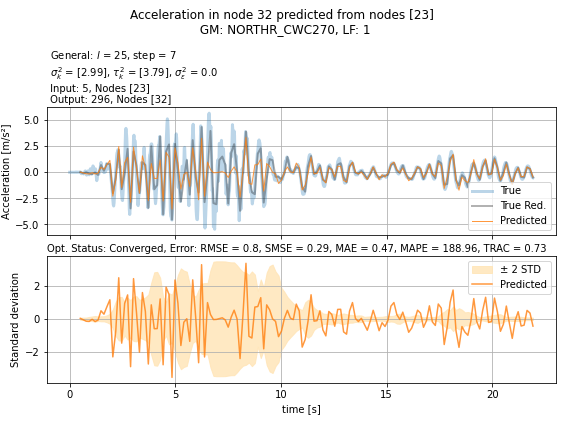 Acceleration in node 32 predicted from nodes [23]
GM: NORTHR_CWC270, LF: 1
General: l = 25, step = 7
σ²ₖ = [2.99], τ²ₖ = [3.79], σ²ε = 0.0
Input: 5, Nodes [23]
Output: 296, Nodes [32]
Acceleration [m/s²]
5.0
2.5
0.0
−2.5
−5.0
True
True Red.
Predicted
Opt. Status: Converged, Error: RMSE = 0.8, SMSE = 0.29, MAE = 0.47, MAPE = 188.96, TRAC = 0.73
Standard deviation
2
0
−2
± 2 STD
Predicted
0
5
10
15
20
time [s]